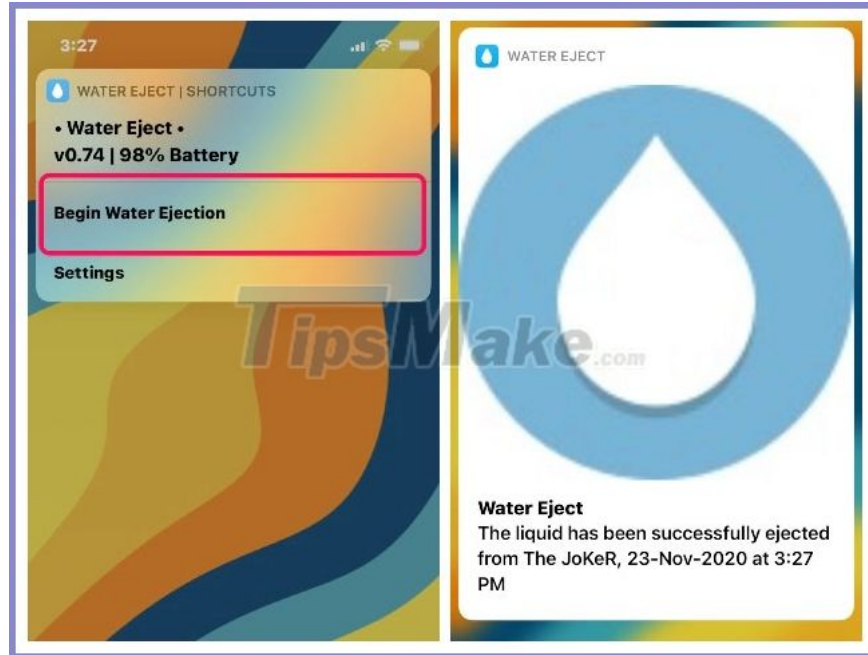 3:27
WATER EJECT | SHORTCUTS
• Water Eject •
v0.74 | 98% Battery
Begin Water Ejection
Settings
WATER EJECT
Water Eject
The liquid has been successfully ejected
from The JoKeR, 23-Nov-2020 at 3:27
PM
TipsMake.com